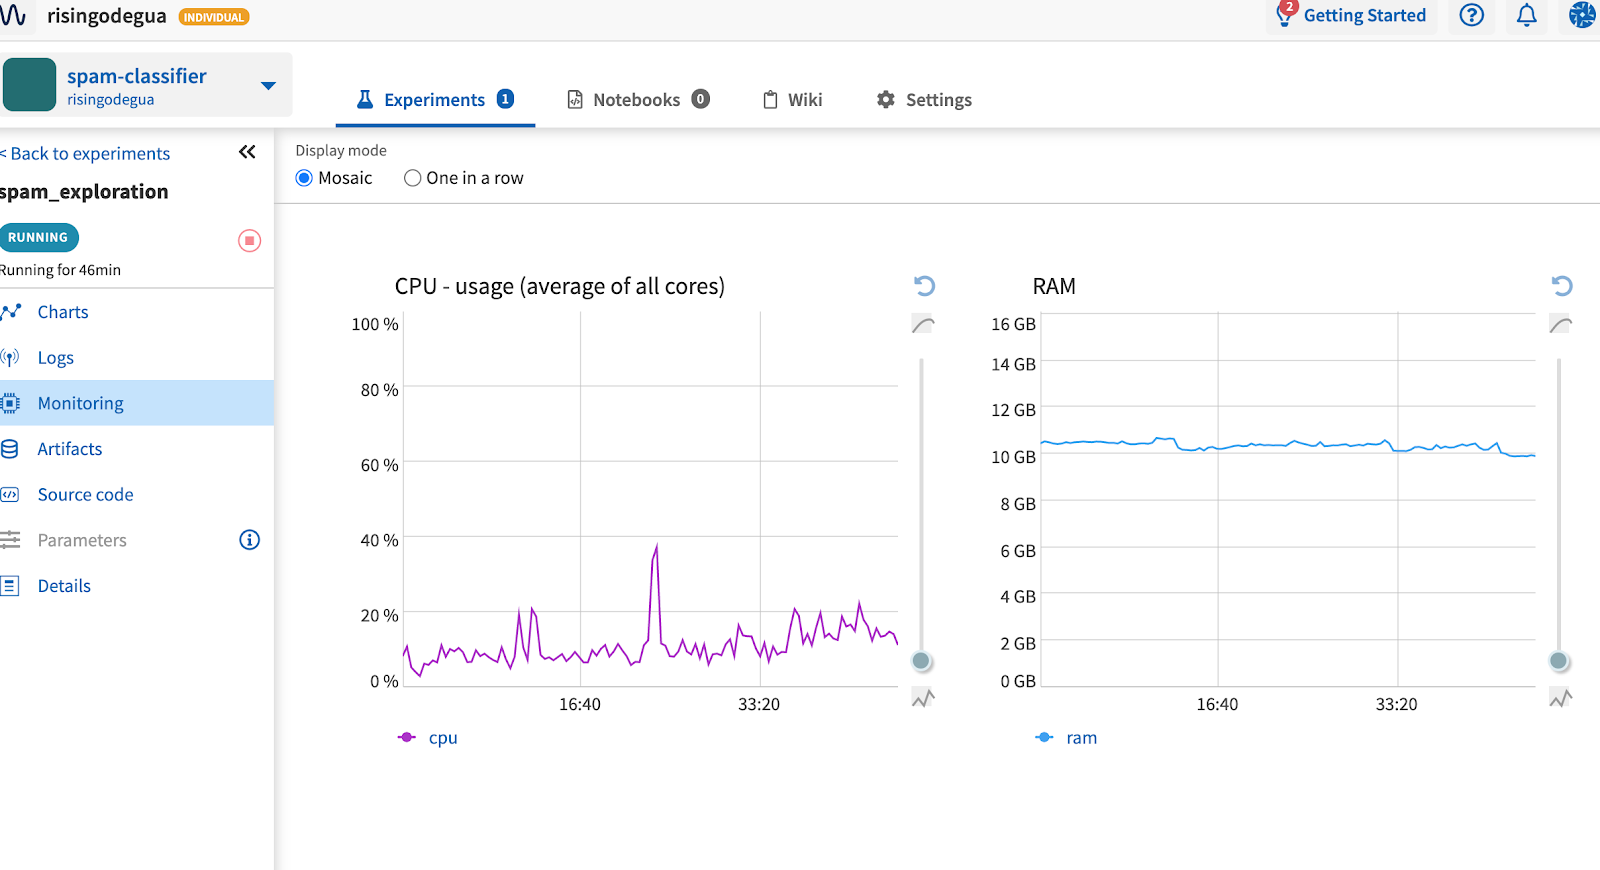 risingodegua INDIVIDUAL
2 Getting Started
spam-classifier
risingodegua
Experiments 1
Notebooks 0
Wiki
Settings
< Back to experiments
spam_exploration
RUNNING
Running for 46min
Charts
Logs
Monitoring
Artifacts
Source code
Parameters
Details
Display mode
Mosaic
One in a row
CPU - usage (average of all cores)
100 %
80 %
60 %
40 %
20 %
0 %
16:40
33:20
cpu
RAM
16 GB
14 GB
12 GB
10 GB
8 GB
6 GB
4 GB
2 GB
0 GB
16:40
33:20
ram